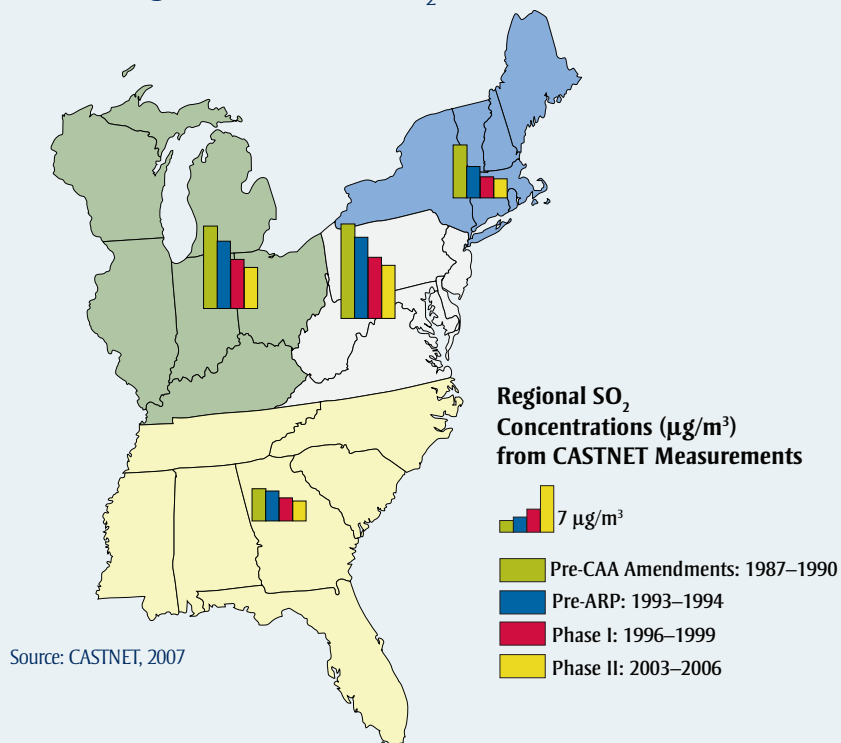 2
Regional SO₂
Concentrations (µg/m³)
from CASTNET Measurements
7 µg/m³
Pre-CAA Amendments: 1987–1990
Pre-ARP: 1993–1994
Phase I: 1996–1999
Phase II: 2003–2006
Source: CASTNET, 2007